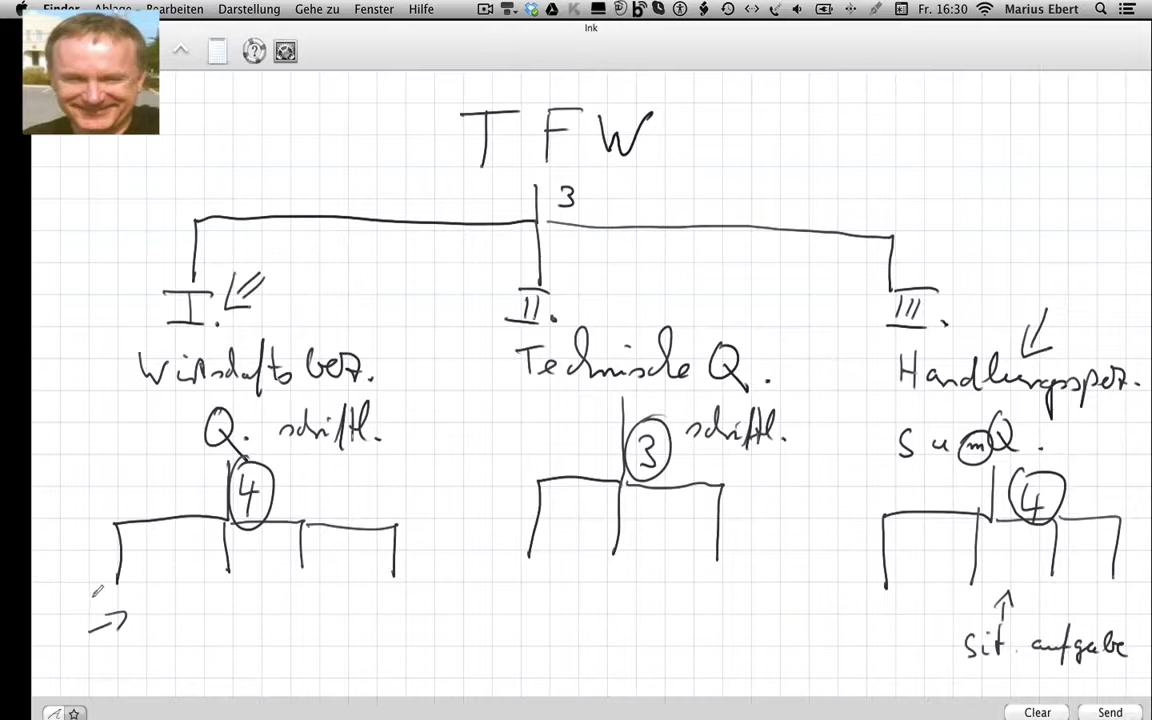 Finder Ablage Bearbeiten Darstellung Gehe zu Fenster Hilfe Fr. 16:30 Marius Ebert
Ink
TFW
3
I. II. III.
Wirtschaftsbez. Technische Q. Handlungsspez.
Q. schriftl. schriftl. S u m Q.
4 3 4
Sit. aufgabe
Clear Send